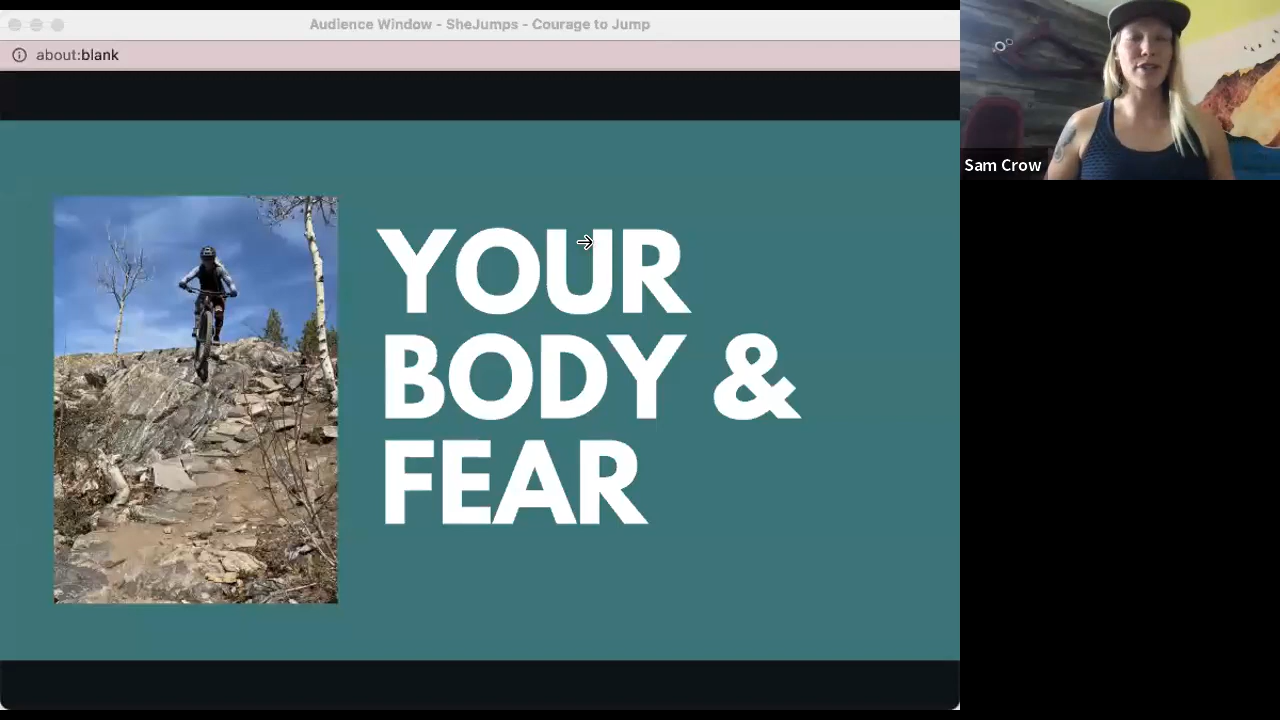 Audience Window - SheJumps - Courage to Jump
about:blank
Sam Crow
YOUR
BODY &
FEAR